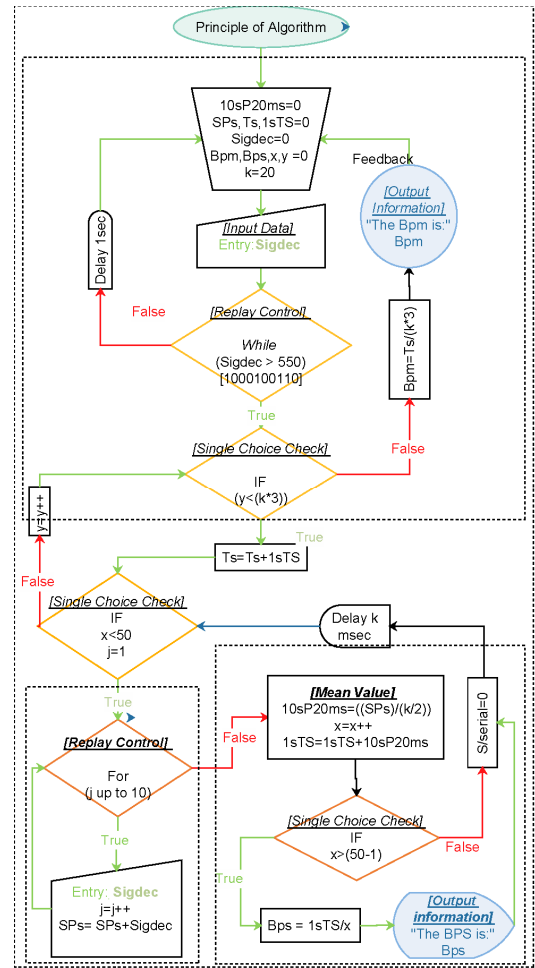 Principle of Algorithm
10sP20ms=0
SPs,Ts,1sTS=0
Sigdec=0
Bpm,Bps,x,y =0
k=20
Feedback
[Output
Information]
"The Bpm is:"
Bpm
[Input Data]
Entry:Sigdec
Delay 1sec
False
[Replay Control]
While
(Sigdec > 550)
[1000100110]
Bpm=Ts/(k*3)
True
[Single Choice Check]
IF
(y<(k*3))
False
y=y++
True
Ts=Ts+1sTS
False
[Single Choice Check]
IF
x<50
j=1
Delay k
msec
True
[Replay Control]
For
(j up to 10)
False
[Mean Value]
10sP20ms=((SPs)/(k/2))
x=x++
1sTS=1sTS+10sP20ms
S/serial=0
True
[Single Choice Check]
IF
x>(50-1)
False
True
Entry: Sigdec
j=j++
SPs= SPs+Sigdec
Bps = 1sTS/x
[Output
information]
"The BPS is:"
Bps